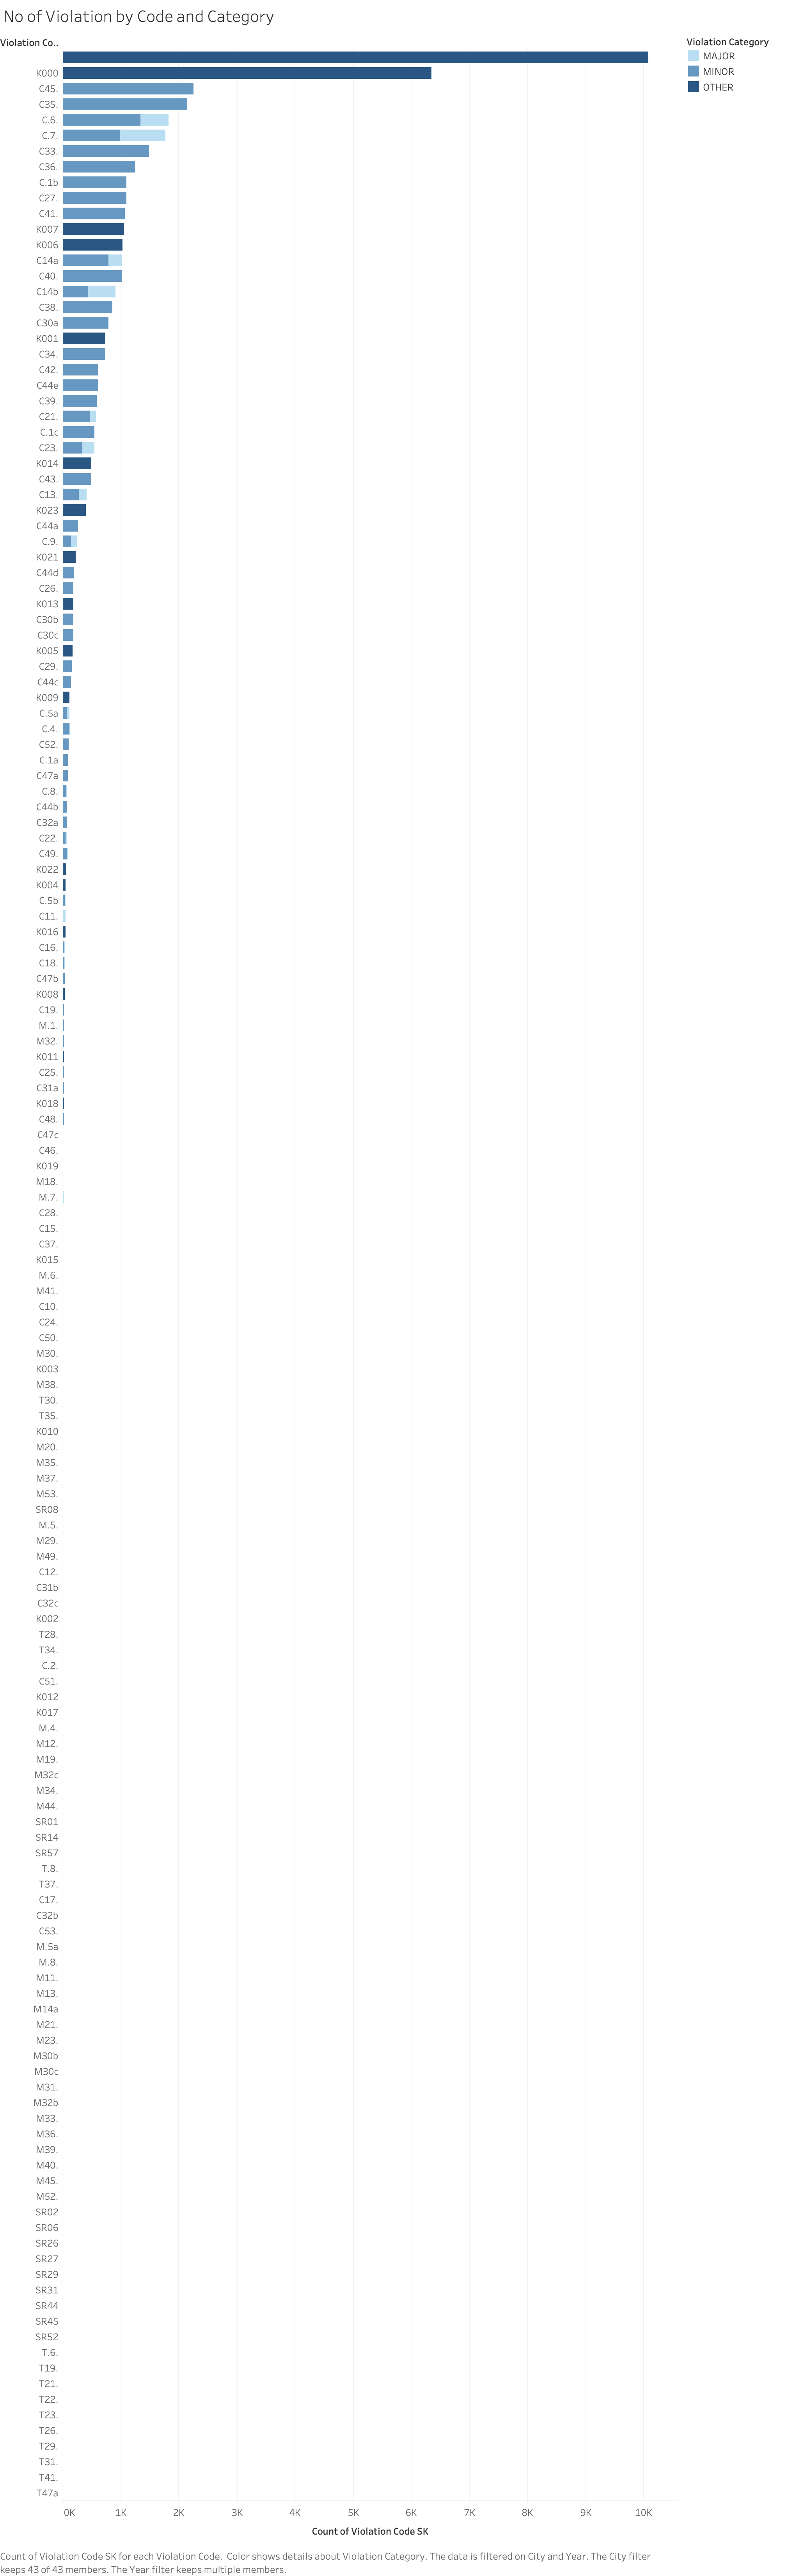 No of Violation by Code and Category
Violation Co..
Violation Category
MAJOR
MINOR
OTHER
K000
C45.
C35.
C.6.
C.7.
C33.
C36.
C.1b
C27.
C41.
K007
K006
C14a
C40.
C14b
C38.
C30a
K001
C34.
C42.
C44e
C39.
C21.
C.1c
C23.
K014
C43.
C13.
K023
C44a
C.9.
K021
C44d
C26.
K013
C30b
C30c
K005
C29.
C44c
K009
C.5a
C.4.
C52.
C.1a
C47a
C.8.
C44b
C32a
C22.
C49.
K022
K004
C.5b
C11.
K016
C16.
C18.
C47b
K008
C19.
M.1.
M32.
K011
C25.
C31a
K018
C48.
C47c
C46.
K019
M18.
M.7.
C28.
C15.
C37.
K015
M.6.
M41.
C10.
C24.
C50.
M30.
K003
M38.
T30.
T35.
K010
M20.
M35.
M37.
M53.
SR08
M.5.
M29.
M49.
C12.
C31b
C32c
K002
T28.
T34.
C.2.
C51.
K012
K017
M.4.
M12.
M19.
M32c
M34.
M44.
SR01
SR14
SR57
T.8.
T37.
C17.
C32b
C53.
M.5a
M.8.
M11.
M13.
M14a
M21.
M23.
M30b
M30c
M31.
M32b
M33.
M36.
M39.
M40.
M45.
M52.
SR02
SR06
SR26
SR27
SR29
SR31
SR44
SR45
SR52
T.6.
T19.
T21.
T22.
T23.
T26.
T29.
T31.
T41.
T47a
0K 1K 2K 3K 4K 5K 6K 7K 8K 9K 10K
Count of Violation Code SK
Count of Violation Code SK for each Violation Code. Color shows details about Violation Category. The data is filtered on City and Year. The City filter
keeps 43 of 43 members. The Year filter keeps multiple members.